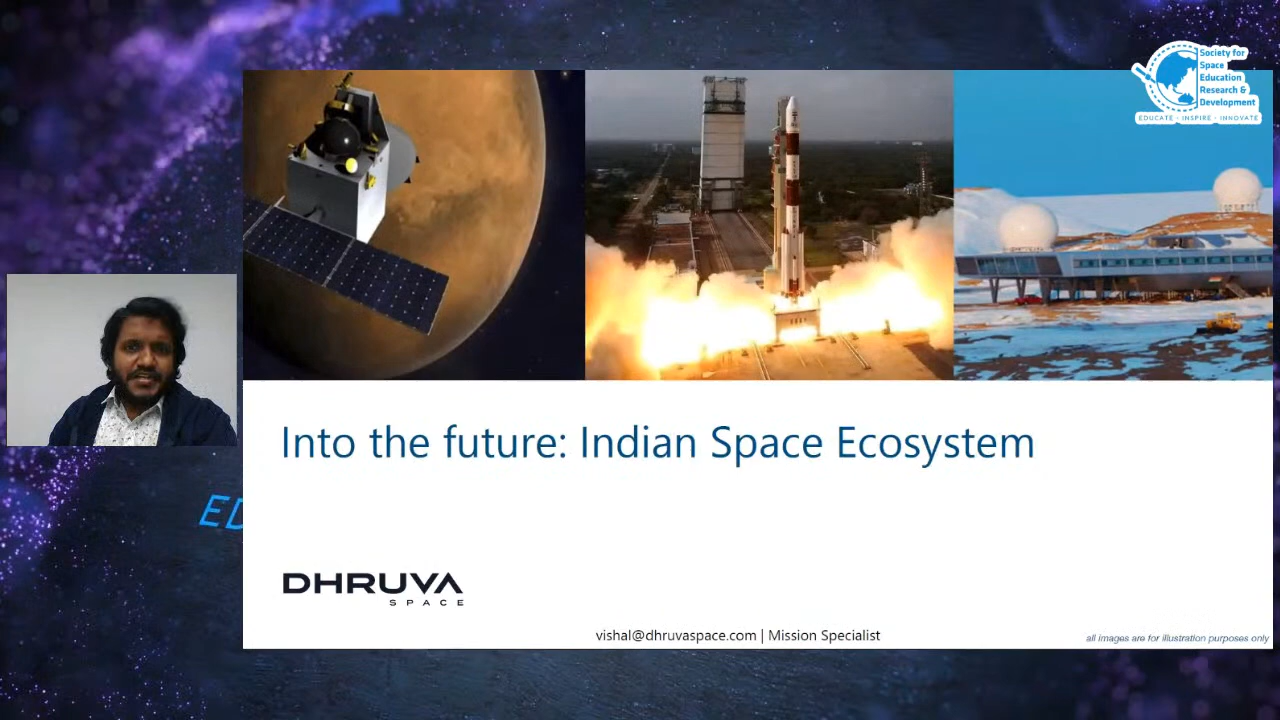 Society for
Space
Education
Research &
Development
EDUCATE - INSPIRE - INNOVATE
Into the future: Indian Space Ecosystem
ED
DHRUVA
SPACE
vishal@dhruvaspace.com | Mission Specialist
all images are for illustration purposes only